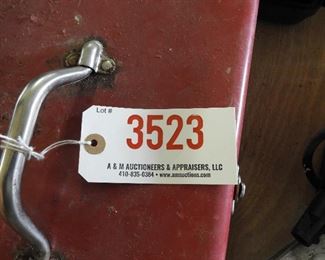 Lot #
3523
A & M AUCTIONEERS & APPRAISERS, LLC
410-835-0384 • www.amauctions.com